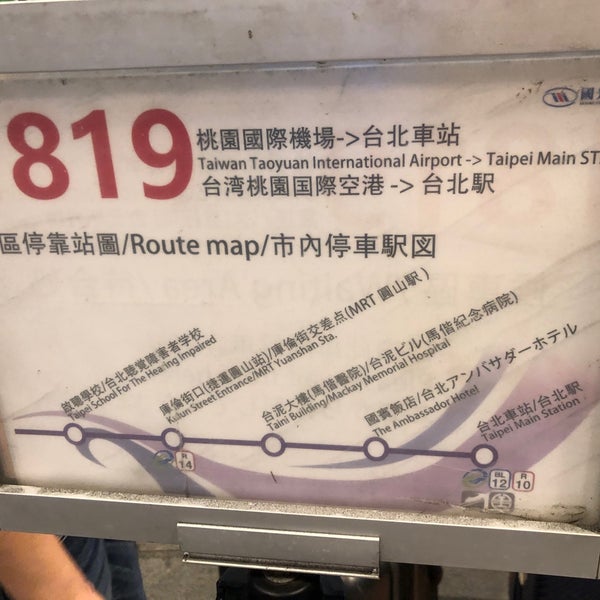 國
819
桃園國際機場->台北車站
Taiwan Taoyuan International Airport -> Taipei Main
台湾桃園国際空港 -> 台北駅
區停靠站圖/Route map/市內停車駅図
啟聰學校/台北聴覚障害者学校
Taipei School For The Hearing Impaired
庫倫街口(捷運圓山站)/庫倫街交差点(MRT 圓山駅)
Kulun Street Entrance/MRT Yuanshan Sta.
台泥大樓(馬偕醫院)/台泥ビル(馬偕紀念病院)
Taini Building/Mackay Memorial Hospital
國賓飯店/台北アンバサダーホテル
The Ambassador Hotel
台北車站/台北駅
Taipei Main Station
R
14
BL
12
R
10